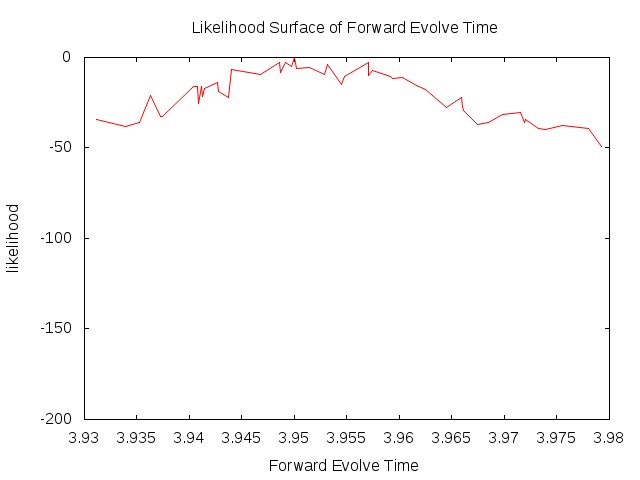 Likelihood Surface of Forward Evolve Time
0
-50
-100
-150
-200
likelihood
3.93 3.935 3.94 3.945 3.95 3.955 3.96 3.965 3.97 3.975 3.98
Forward Evolve Time